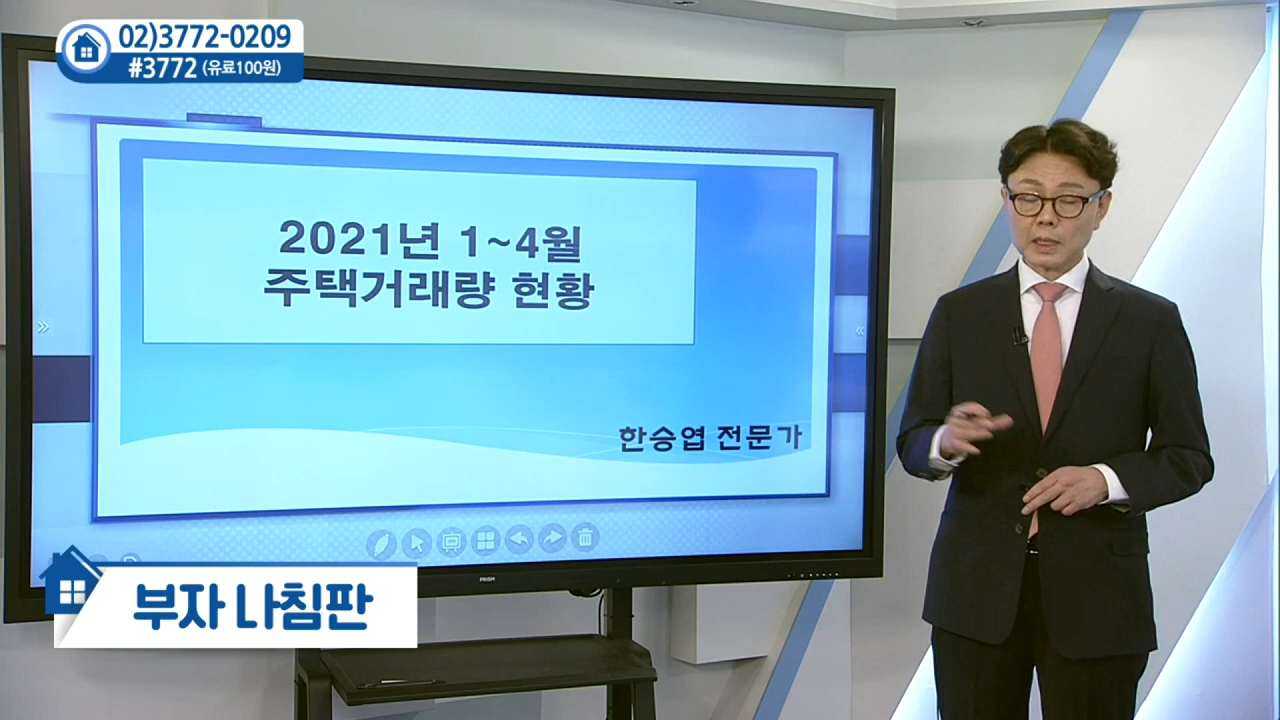 02)3772-0209
#3772 (유료100원)
2021년 1~4월
주택거래량 현황
한승엽 전문가
PRISM
부자 나침판